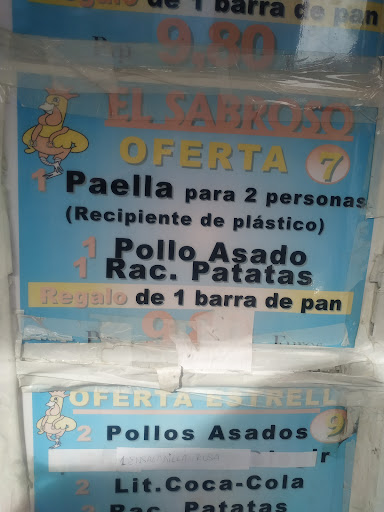 Regalo de 1 barra de pan
9,80
EL SABROSO
OFERTA 7
1 Paella para 2 personas
(Recipiente de plástico)
1 Pollo Asado
1 Rac. Patatas
Regalo de 1 barra de pan
OFERTA ESTRELL 9
2 Pollos Asados
2 Lit.Coca-Cola
Rac. Patatas